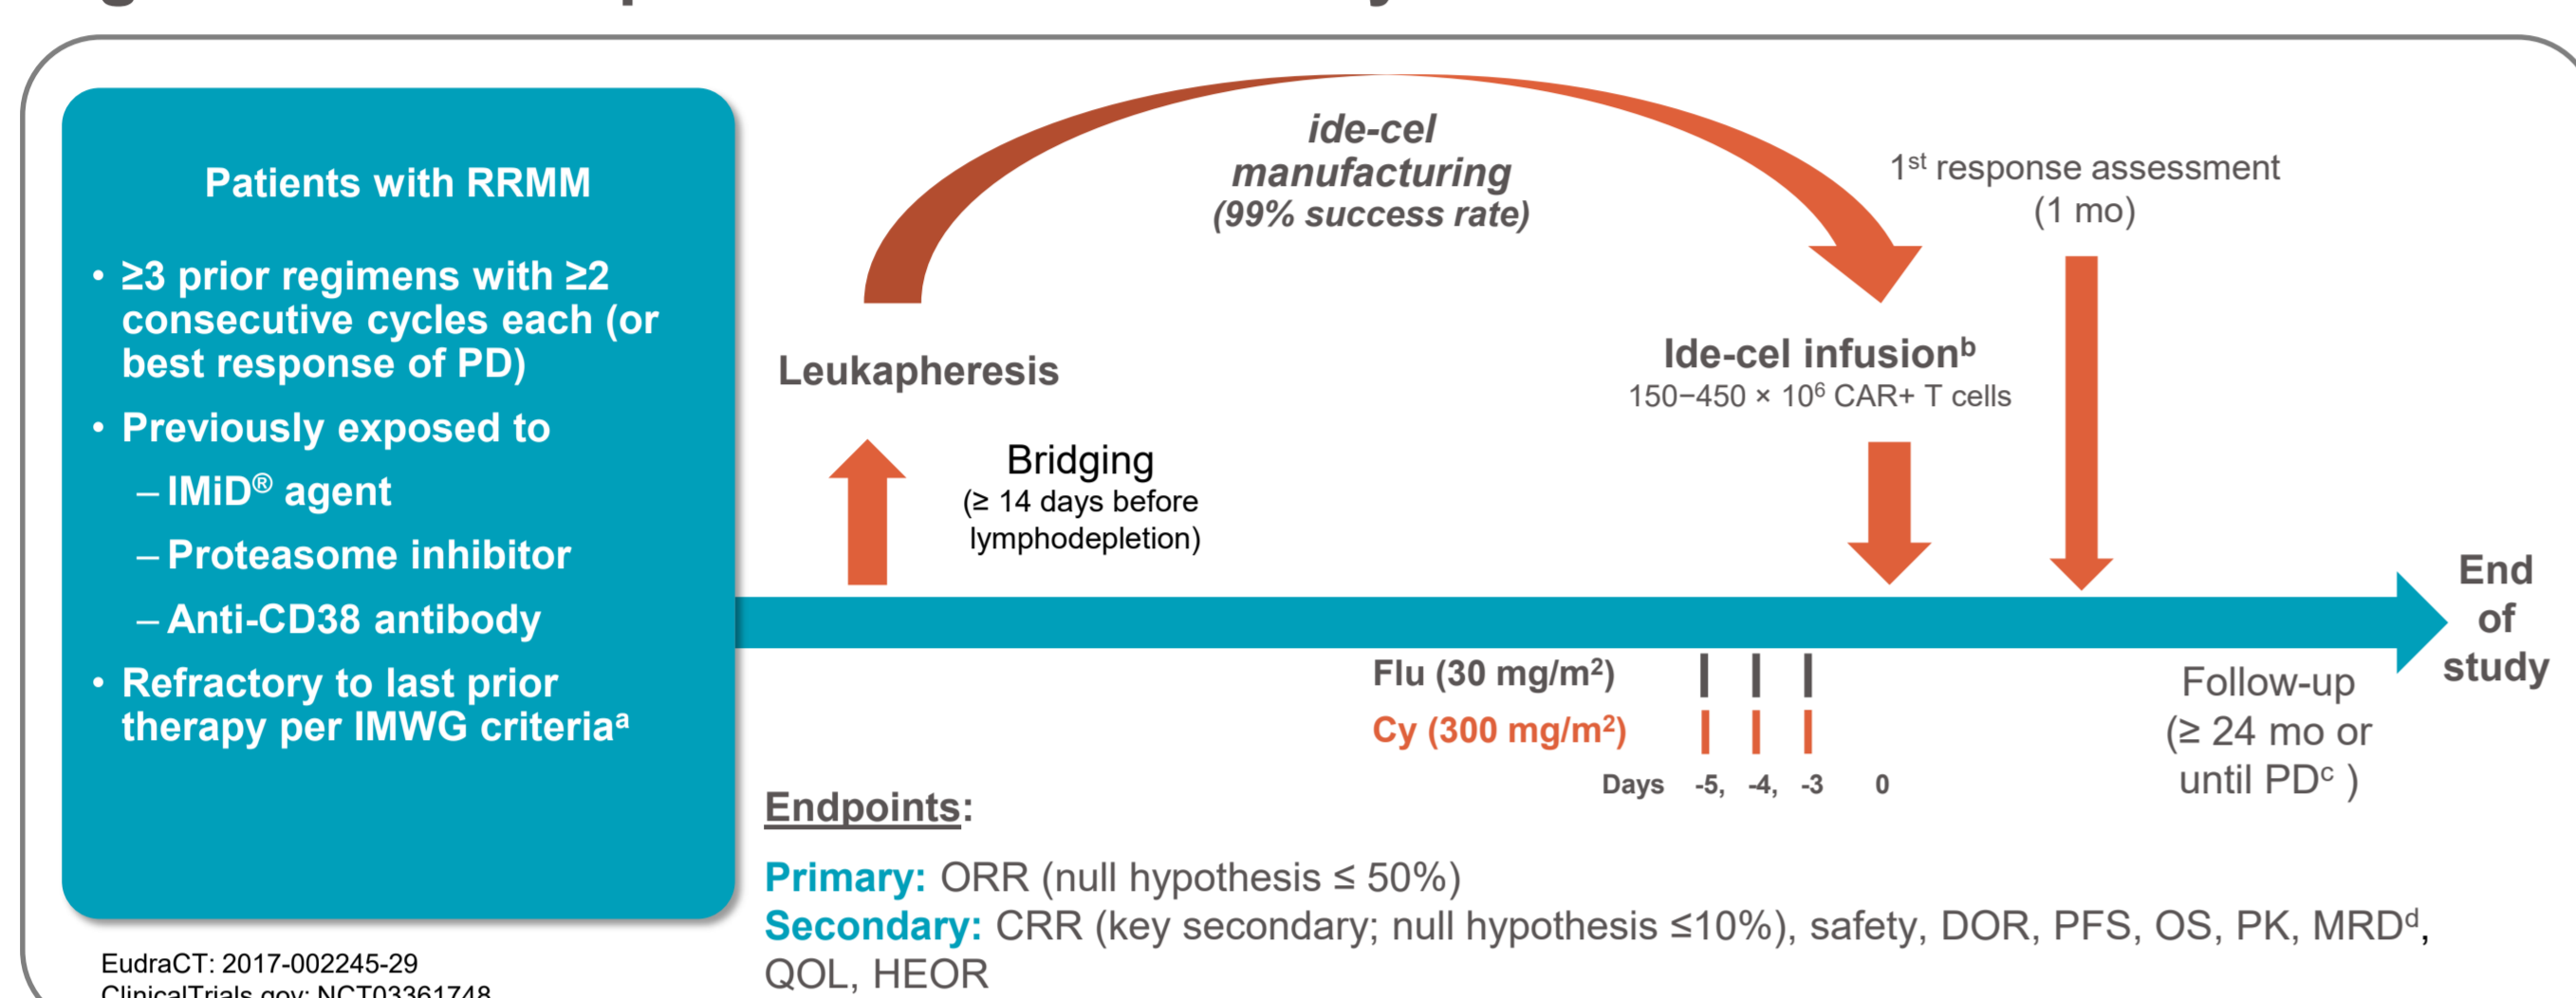 Patients with RRMM
• ≥3 prior regimens with ≥2
consecutive cycles each (or
best response of PD)
• Previously exposed to
– IMiD® agent
– Proteasome inhibitor
– Anti-CD38 antibody
• Refractory to last prior
therapy per IMWG criteriaᵃ
EudraCT: 2017-002245-29
ClinicalTrials.gov: NCT03361748
Leukapheresis
ide-cel
manufacturing
(99% success rate)
Bridging
(≥ 14 days before
lymphodepletion)
Ide-cel infusionᵇ
150−450 × 10⁶ CAR+ T cells
1ˢᵗ response assessment
(1 mo)
End
of
study
Flu (30 mg/m²)
Cy (300 mg/m²)
Days -5, -4, -3 0
Follow-up
(≥ 24 mo or
until PDᶜ )
Endpoints:
Primary: ORR (null hypothesis ≤ 50%)
Secondary: CRR (key secondary; null hypothesis ≤10%), safety, DOR, PFS, OS, PK, MRDᵈ,
QOL, HEOR